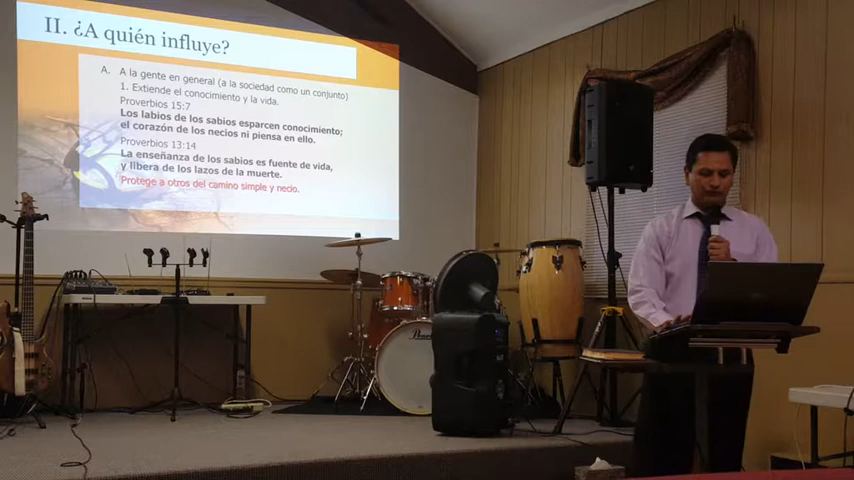 II. ¿A quién influye?
A. A la gente en general (a la sociedad como un conjunto)
1. Extiende el conocimiento y la vida.
Proverbios 15:7
Los labios de los sabios esparcen conocimiento;
el corazón de los necios ni piensa en ello.
Proverbios 13:14
La enseñanza de los sabios es fuente de vida,
y libera de los lazos de la muerte.
Protege a otros del camino simple y necio